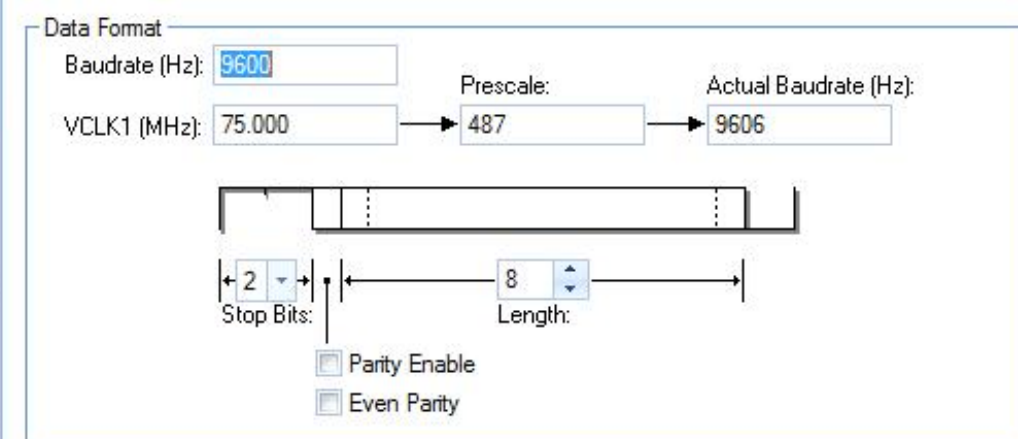 Data Format
Baudrate (Hz): 9600
Prescale: Actual Baudrate (Hz):
VCLK1 (MHz): 75.000 487 9606
2 8
Stop Bits: Length:
Parity Enable
Even Parity